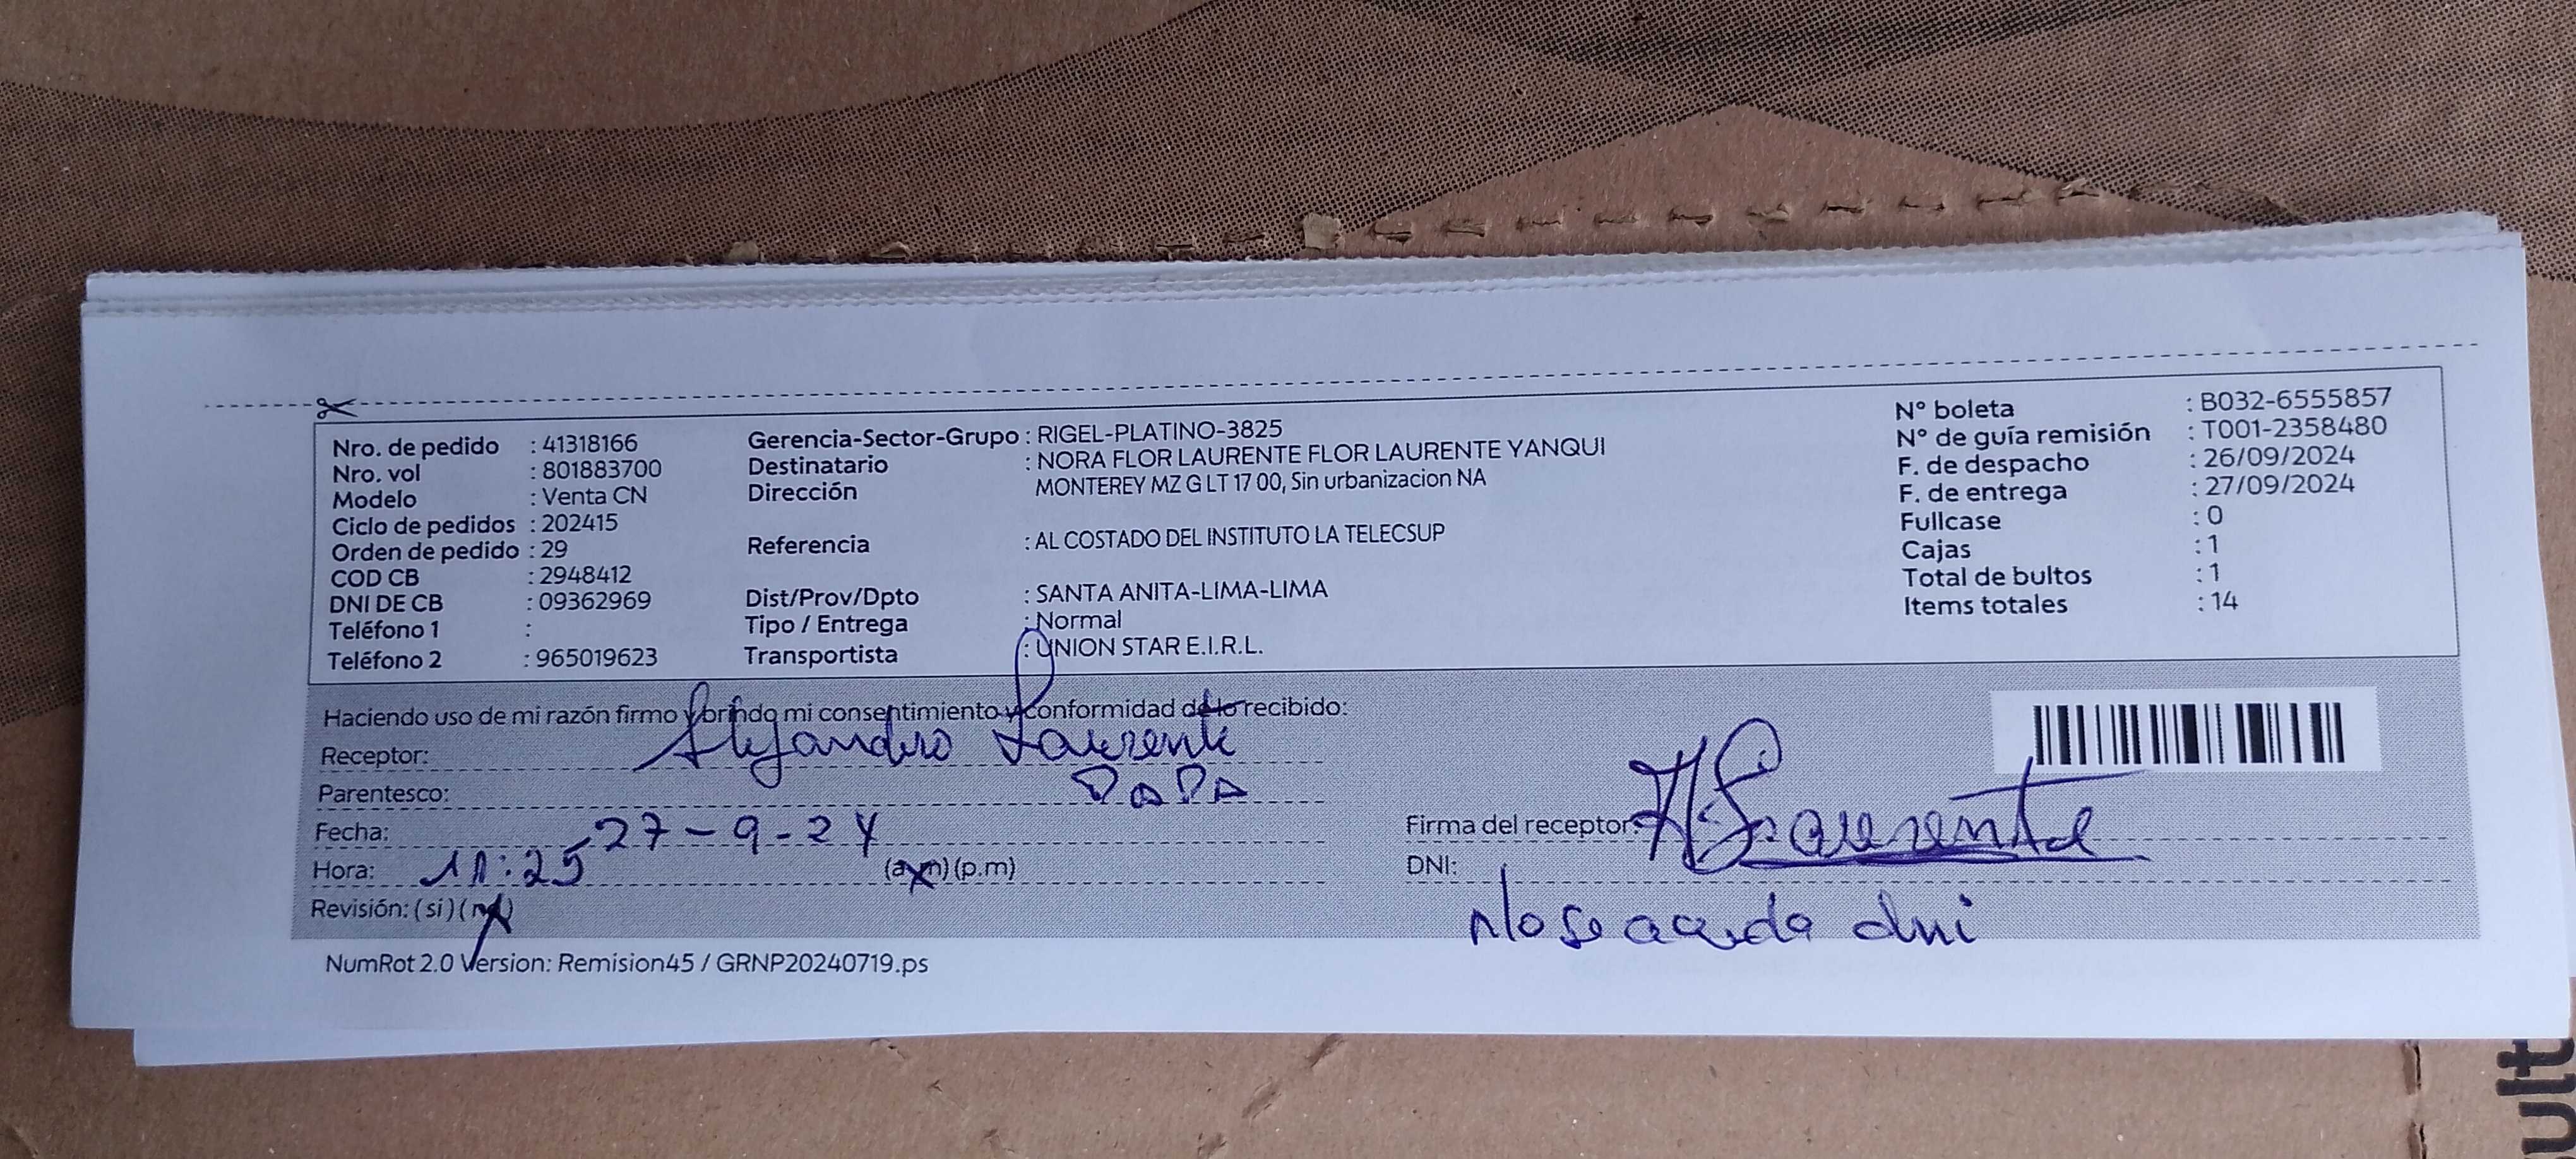 Nro. de pedido : 41318166
Nro. vol : 801883700
Modelo : Venta CN
Ciclo de pedidos : 202415
Orden de pedido : 29
COD CB : 2948412
DNI DE CB : 09362969
Teléfono 1 :
Teléfono 2 : 965019623
Gerencia-Sector-Grupo : RIGEL-PLATINO-3825
Destinatario : NORA FLOR LAURENTE FLOR LAURENTE YANQUI
Dirección MONTEREY MZ G LT 17 00, Sin urbanizacion NA
Referencia : AL COSTADO DEL INSTITUTO LA TELECSUP
Dist/Prov/Dpto : SANTA ANITA-LIMA-LIMA
Tipo / Entrega : Normal
Transportista : UNION STAR E.I.R.L.
N° boleta : B032-6555857
N° de guía remisión : T001-2358480
F. de despacho : 26/09/2024
F. de entrega : 27/09/2024
Fullcase : 0
Cajas : 1
Total de bultos : 1
Items totales : 14
Haciendo uso de mi razón firmo y brindo mi consentimiento y conformidad de lo recibido:
Receptor: Alejandro Laurente
Parentesco: PAPA
Fecha: 27-9-24
Hora: 11:25 (a.m) (p.m)
Revisión: (si) (no)
Firma del receptor: A Laurente
DNI:
No se acuerda dni
NumRot 2.0 Version: Remision45 / GRNP20240719.ps
ult